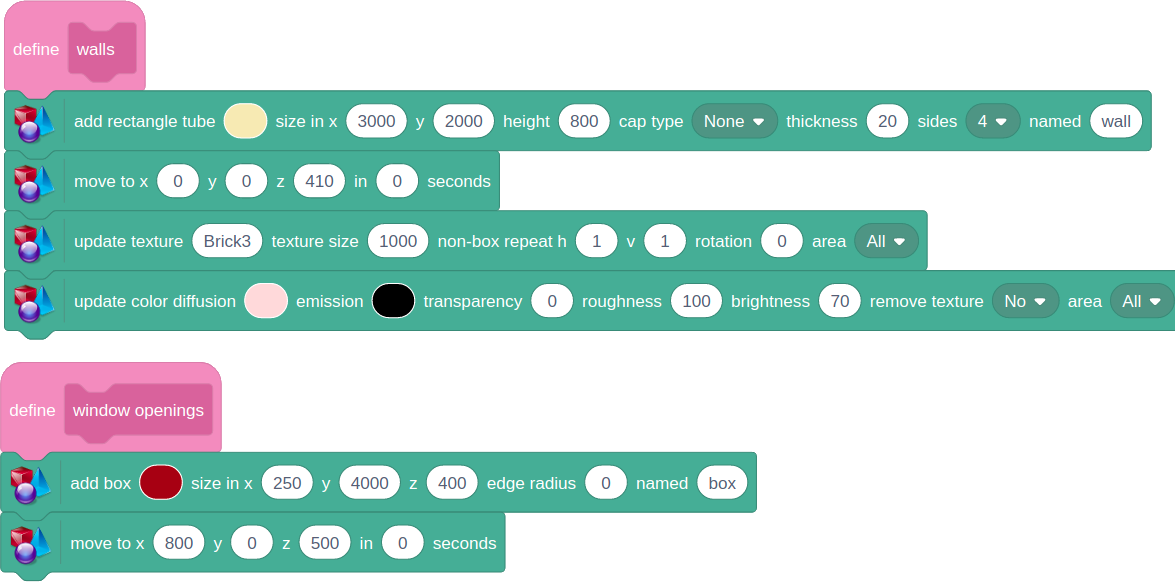 define walls
add rectangle tube size in x 3000 y 2000 height 800 cap type None thickness 20 sides 4 named wall
move to x 0 y 0 z 410 in 0 seconds
update texture Brick3 texture size 1000 non-box repeat h 1 v 1 rotation 0 area All
update color diffusion emission transparency 0 roughness 100 brightness 70 remove texture No area All
define window openings
add box size in x 250 y 4000 z 400 edge radius 0 named box
move to x 800 y 0 z 500 in 0 seconds